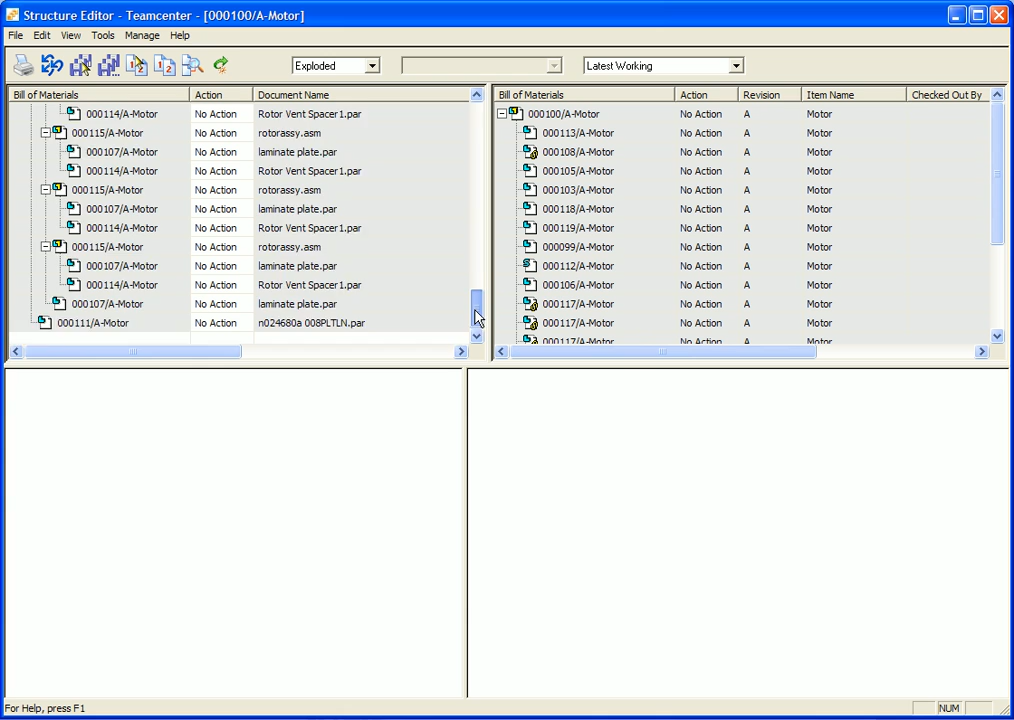 Structure Editor - Teamcenter - [000100/A-Motor]
File Edit View Tools Manage Help
Exploded Latest Working
Bill of Materials Action Document Name
000114/A-Motor No Action Rotor Vent Spacer1.par
000115/A-Motor No Action rotorassy.asm
000107/A-Motor No Action laminate plate.par
000114/A-Motor No Action Rotor Vent Spacer1.par
000115/A-Motor No Action rotorassy.asm
000107/A-Motor No Action laminate plate.par
000114/A-Motor No Action Rotor Vent Spacer1.par
000115/A-Motor No Action rotorassy.asm
000107/A-Motor No Action laminate plate.par
000114/A-Motor No Action Rotor Vent Spacer1.par
000107/A-Motor No Action laminate plate.par
000111/A-Motor No Action n024680a 008PLTLN.par
Bill of Materials Action Revision Item Name Checked Out By
000100/A-Motor No Action A Motor
000113/A-Motor No Action A Motor
000108/A-Motor No Action A Motor
000105/A-Motor No Action A Motor
000103/A-Motor No Action A Motor
000118/A-Motor No Action A Motor
000119/A-Motor No Action A Motor
000099/A-Motor No Action A Motor
000112/A-Motor No Action A Motor
000106/A-Motor No Action A Motor
000117/A-Motor No Action A Motor
000117/A-Motor No Action A Motor
000117/A-Motor No Action A Motor
For Help, press F1
NUM